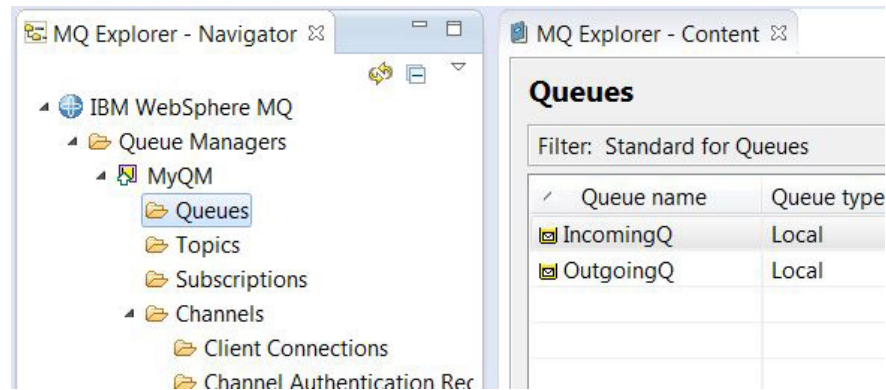 MQ Explorer - Navigator
IBM WebSphere MQ
Queue Managers
MyQM
Queues
Topics
Subscriptions
Channels
Client Connections
Channel Authentication Rec
MQ Explorer - Content
Queues
Filter: Standard for Queues
Queue name Queue type
IncomingQ Local
OutgoingQ Local